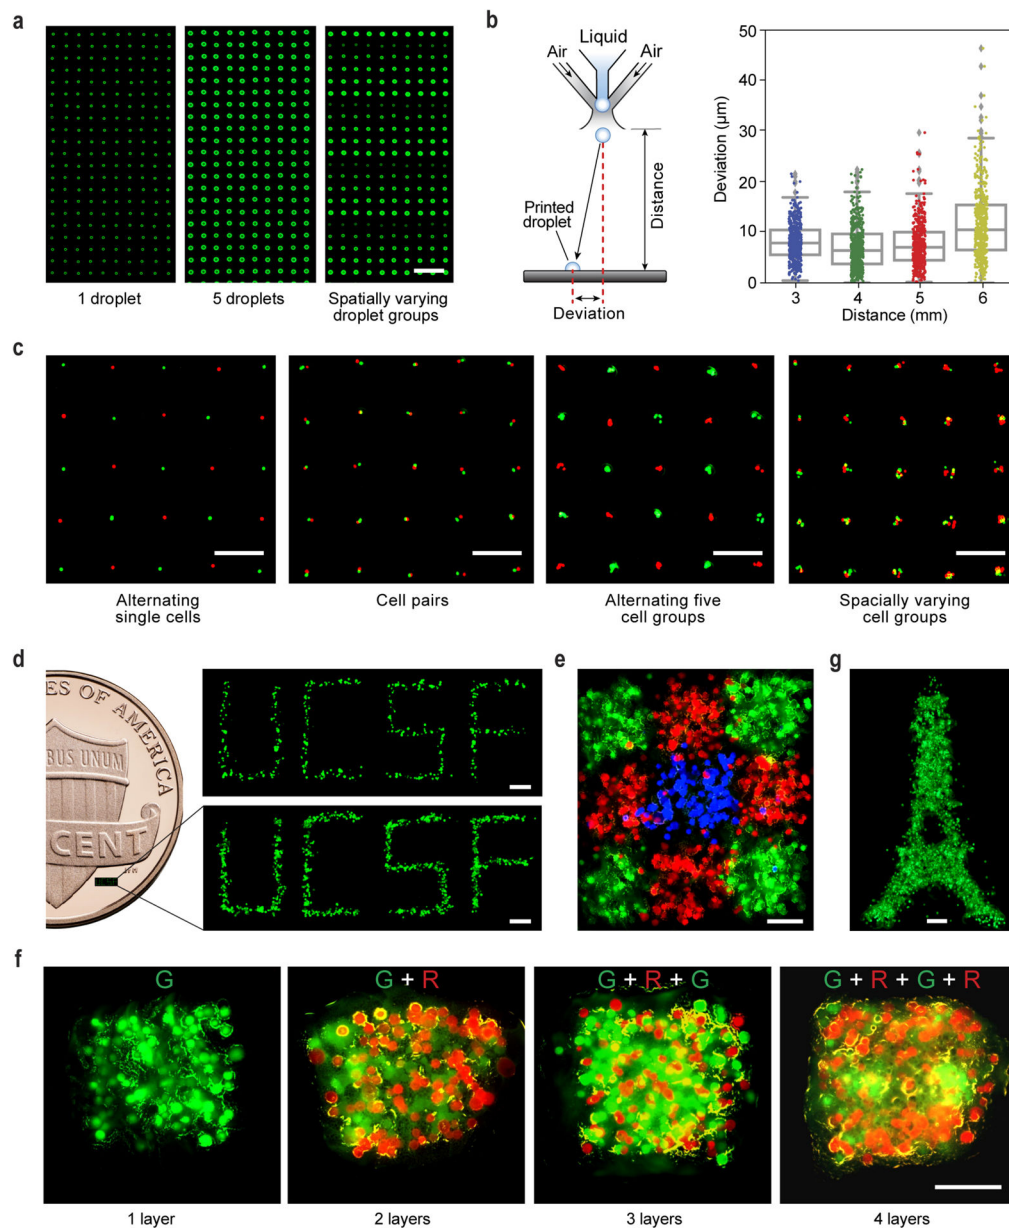 a
1 droplet
5 droplets
Spatially varying
droplet groups
b
Liquid
Air
Air
Distance
Printed
droplet
Deviation
Deviation (µm)
50
40
30
20
10
0
3
4
5
6
Distance (mm)
c
Alternating
single cells
Cell pairs
Alternating five
cell groups
Spacially varying
cell groups
d
ES OF AMERICA
BUS UNUM
CENT
UCSF
UCSF
e
g
f
G
G + R
G + R + G
G + R + G + R
1 layer
2 layers
3 layers
4 layers